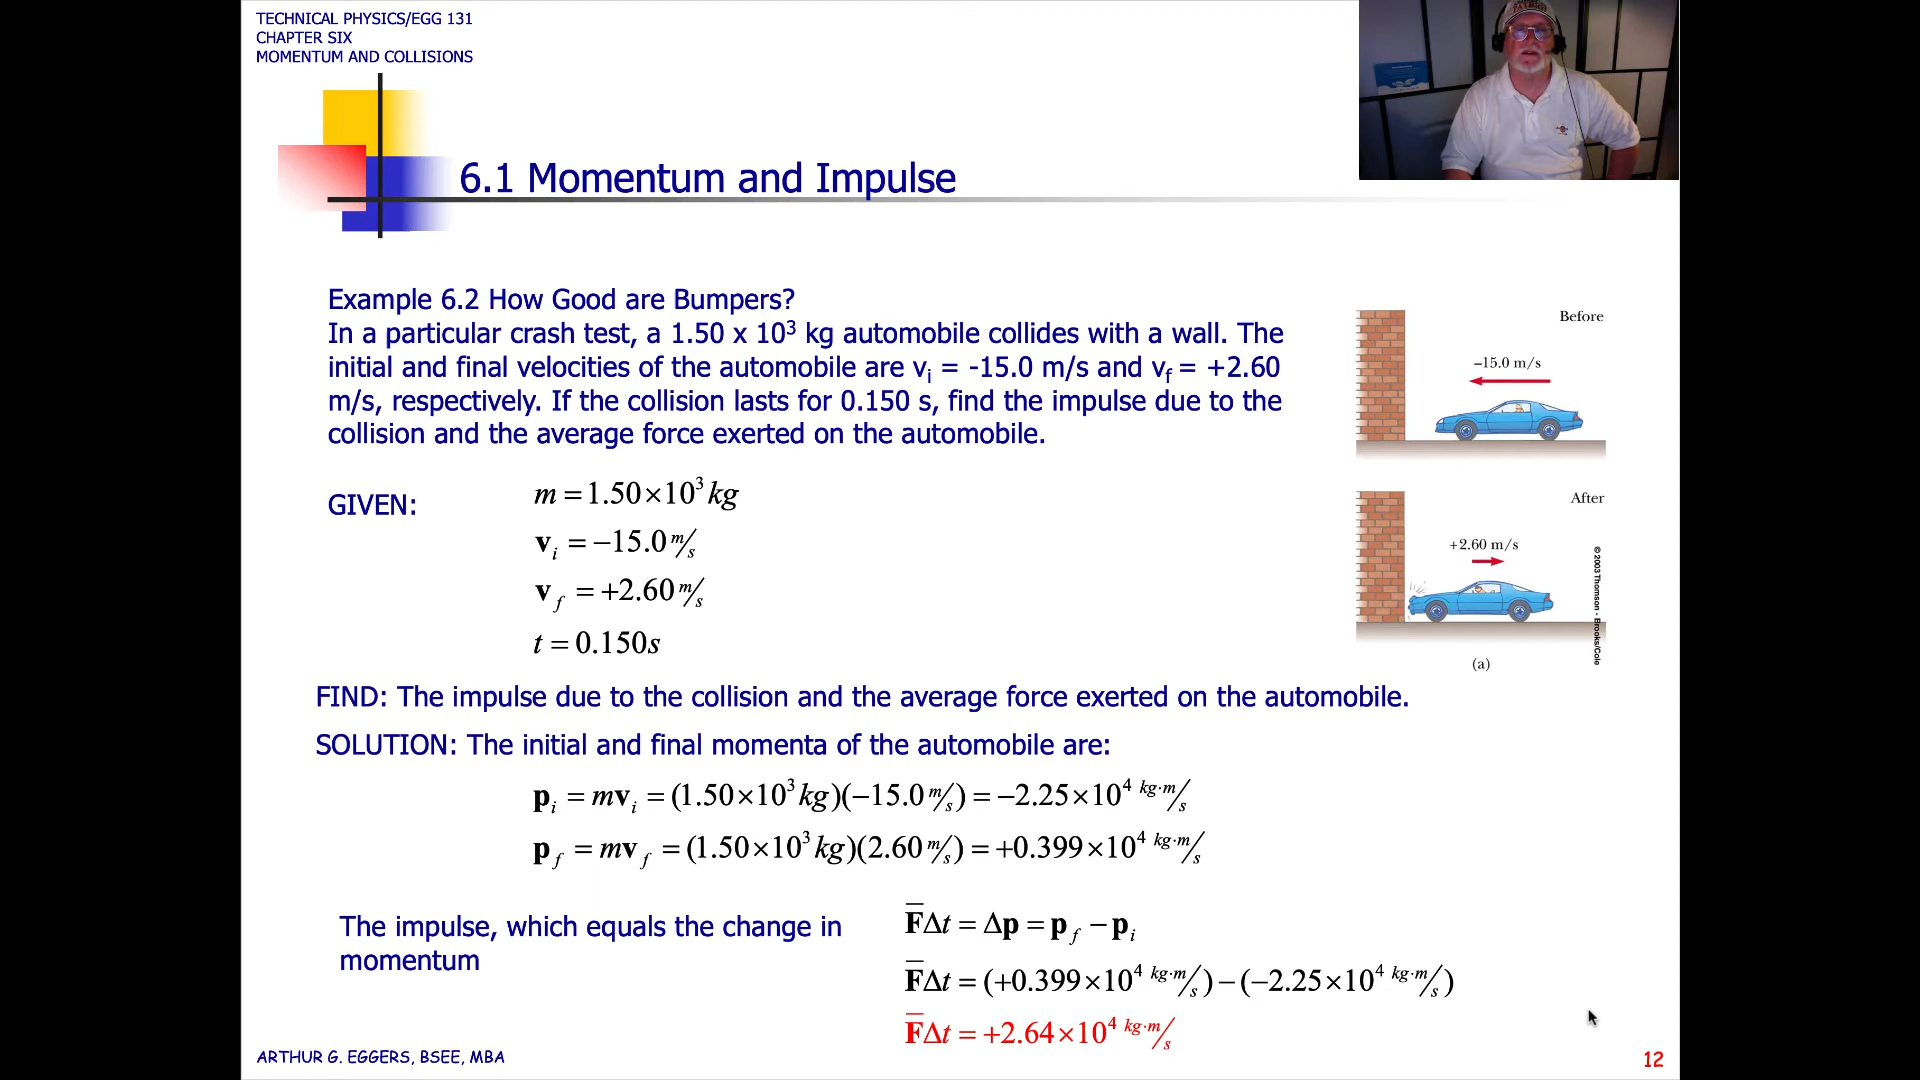 TECHNICAL PHYSICS/EGG 131
CHAPTER SIX
MOMENTUM AND COLLISIONS
6.1 Momentum and Impulse
Example 6.2 How Good are Bumpers?
In a particular crash test, a 1.50 x 10³ kg automobile collides with a wall. The
initial and final velocities of the automobile are vᵢ = -15.0 m/s and v_f = +2.60
m/s, respectively. If the collision lasts for 0.150 s, find the impulse due to the
collision and the average force exerted on the automobile.
Before
–15.0 m/s
After
+2.60 m/s
© 2003 Thomson - Brooks/Cole
(a)
GIVEN:
m = 1.50×10³ kg
vᵢ = −15.0 m/s
v_f = +2.60 m/s
t = 0.150s
FIND: The impulse due to the collision and the average force exerted on the automobile.
SOLUTION: The initial and final momenta of the automobile are:
pᵢ = mvᵢ = (1.50×10³ kg)(−15.0 m/s) = −2.25×10⁴ kg·m/s
p_f = mv_f = (1.50×10³ kg)(2.60 m/s) = +0.399×10⁴ kg·m/s
The impulse, which equals the change in
momentum
F̅Δt = Δp = p_f − pᵢ
F̅Δt = (+0.399×10⁴ kg·m/s) − (−2.25×10⁴ kg·m/s)
F̅Δt = +2.64×10⁴ kg·m/s
ARTHUR G. EGGERS, BSEE, MBA
12